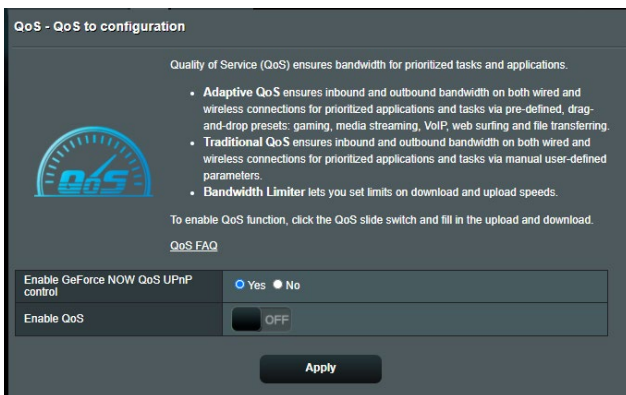 QoS - QoS to configuration
Quality of Service (QoS) ensures bandwidth for prioritized tasks and applications.
• Adaptive QoS ensures inbound and outbound bandwidth on both wired and
wireless connections for prioritized applications and tasks via pre-defined, drag-
and-drop presets: gaming, media streaming, VoIP, web surfing and file transferring.
• Traditional QoS ensures inbound and outbound bandwidth on both wired and
wireless connections for prioritized applications and tasks via manual user-defined
parameters.
• Bandwidth Limiter lets you set limits on download and upload speeds.
QoS
To enable QoS function, click the QoS slide switch and fill in the upload and download.
QoS FAQ
Enable GeForce NOW QoS UPnP
control
Yes No
Enable QoS
OFF
Apply